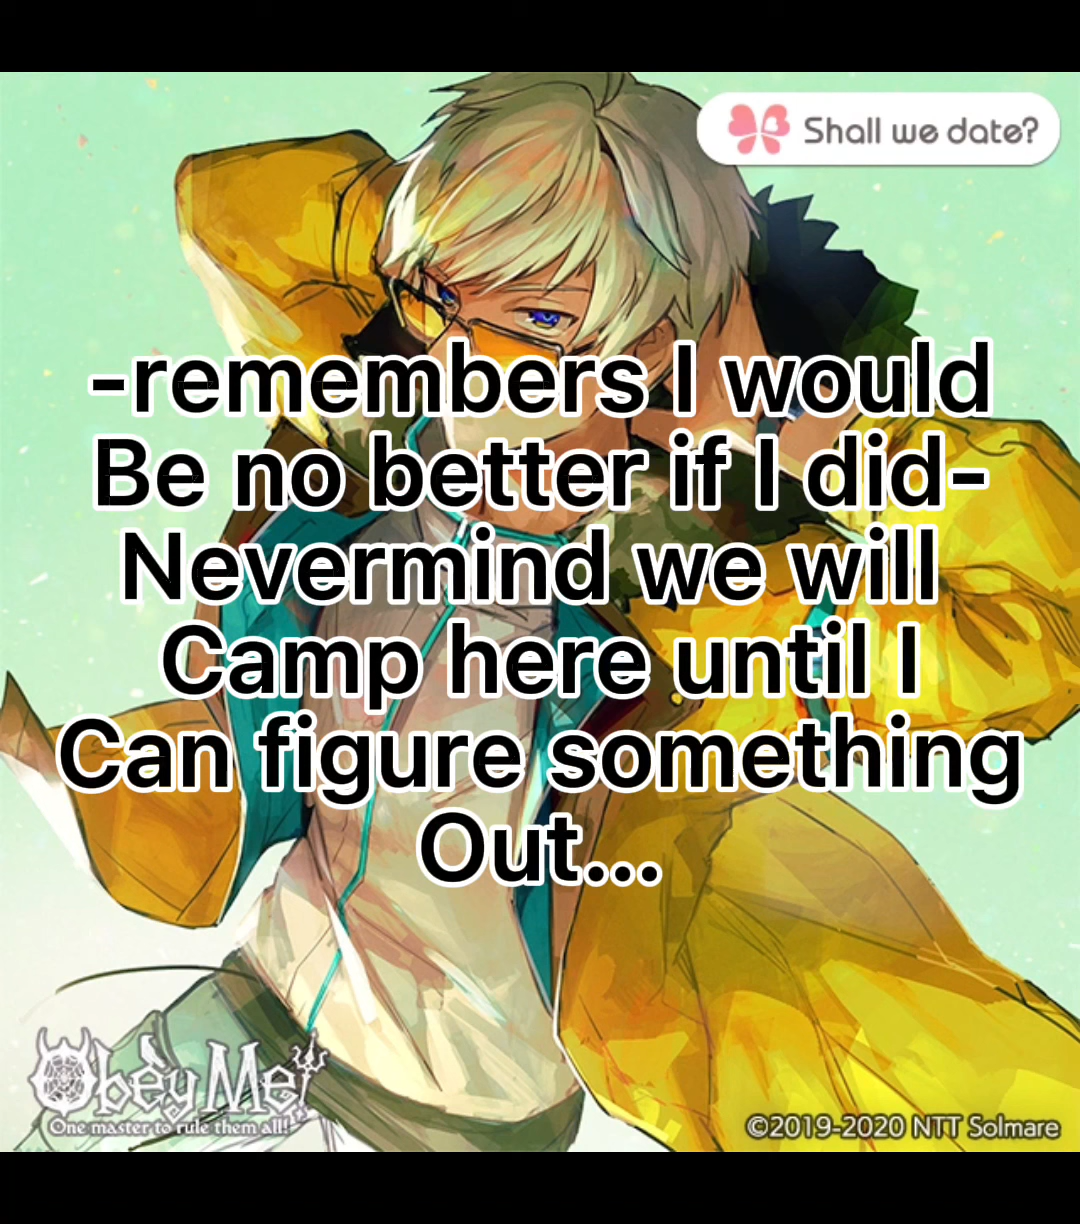 Shall we date?
-remembers I would
Be no better if I did-
Nevermind we will
Camp here until I
Can figure something
Out...
Obey Me!
One master to rule them all!
©2019-2020 NTT Solmare